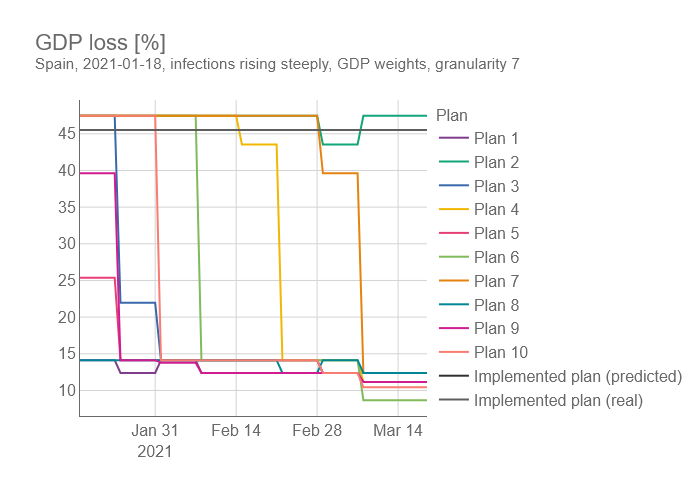 GDP loss [%]
Spain, 2021-01-18, infections rising steeply, GDP weights, granularity 7
45
40
35
30
25
20
15
10
Jan 31
2021
Feb 14
Feb 28
Mar 14
Plan
Plan 1
Plan 2
Plan 3
Plan 4
Plan 5
Plan 6
Plan 7
Plan 8
Plan 9
Plan 10
Implemented plan (predicted)
Implemented plan (real)